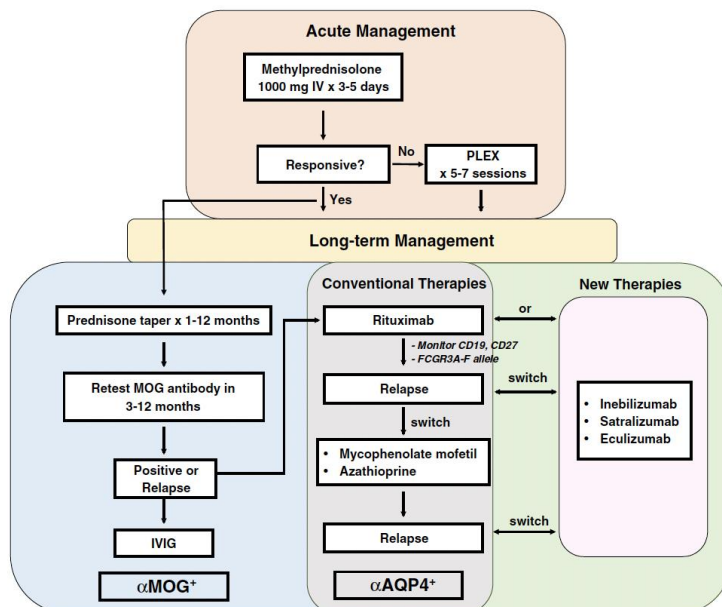 Acute Management
Methylprednisolone
1000 mg IV x 3-5 days
Responsive?
No
PLEX
x 5-7 sessions
Yes
Long-term Management
Prednisone taper x 1-12 months
Retest MOG antibody in
3-12 months
Positive or
Relapse
IVIG
αMOG+
Conventional Therapies
Rituximab
- Monitor CD19, CD27
- FCGR3A-F allele
Relapse
switch
• Mycophenolate mofetil
• Azathioprine
Relapse
αAQP4+
New Therapies
or
switch
• Inebilizumab
• Satralizumab
• Eculizumab
switch